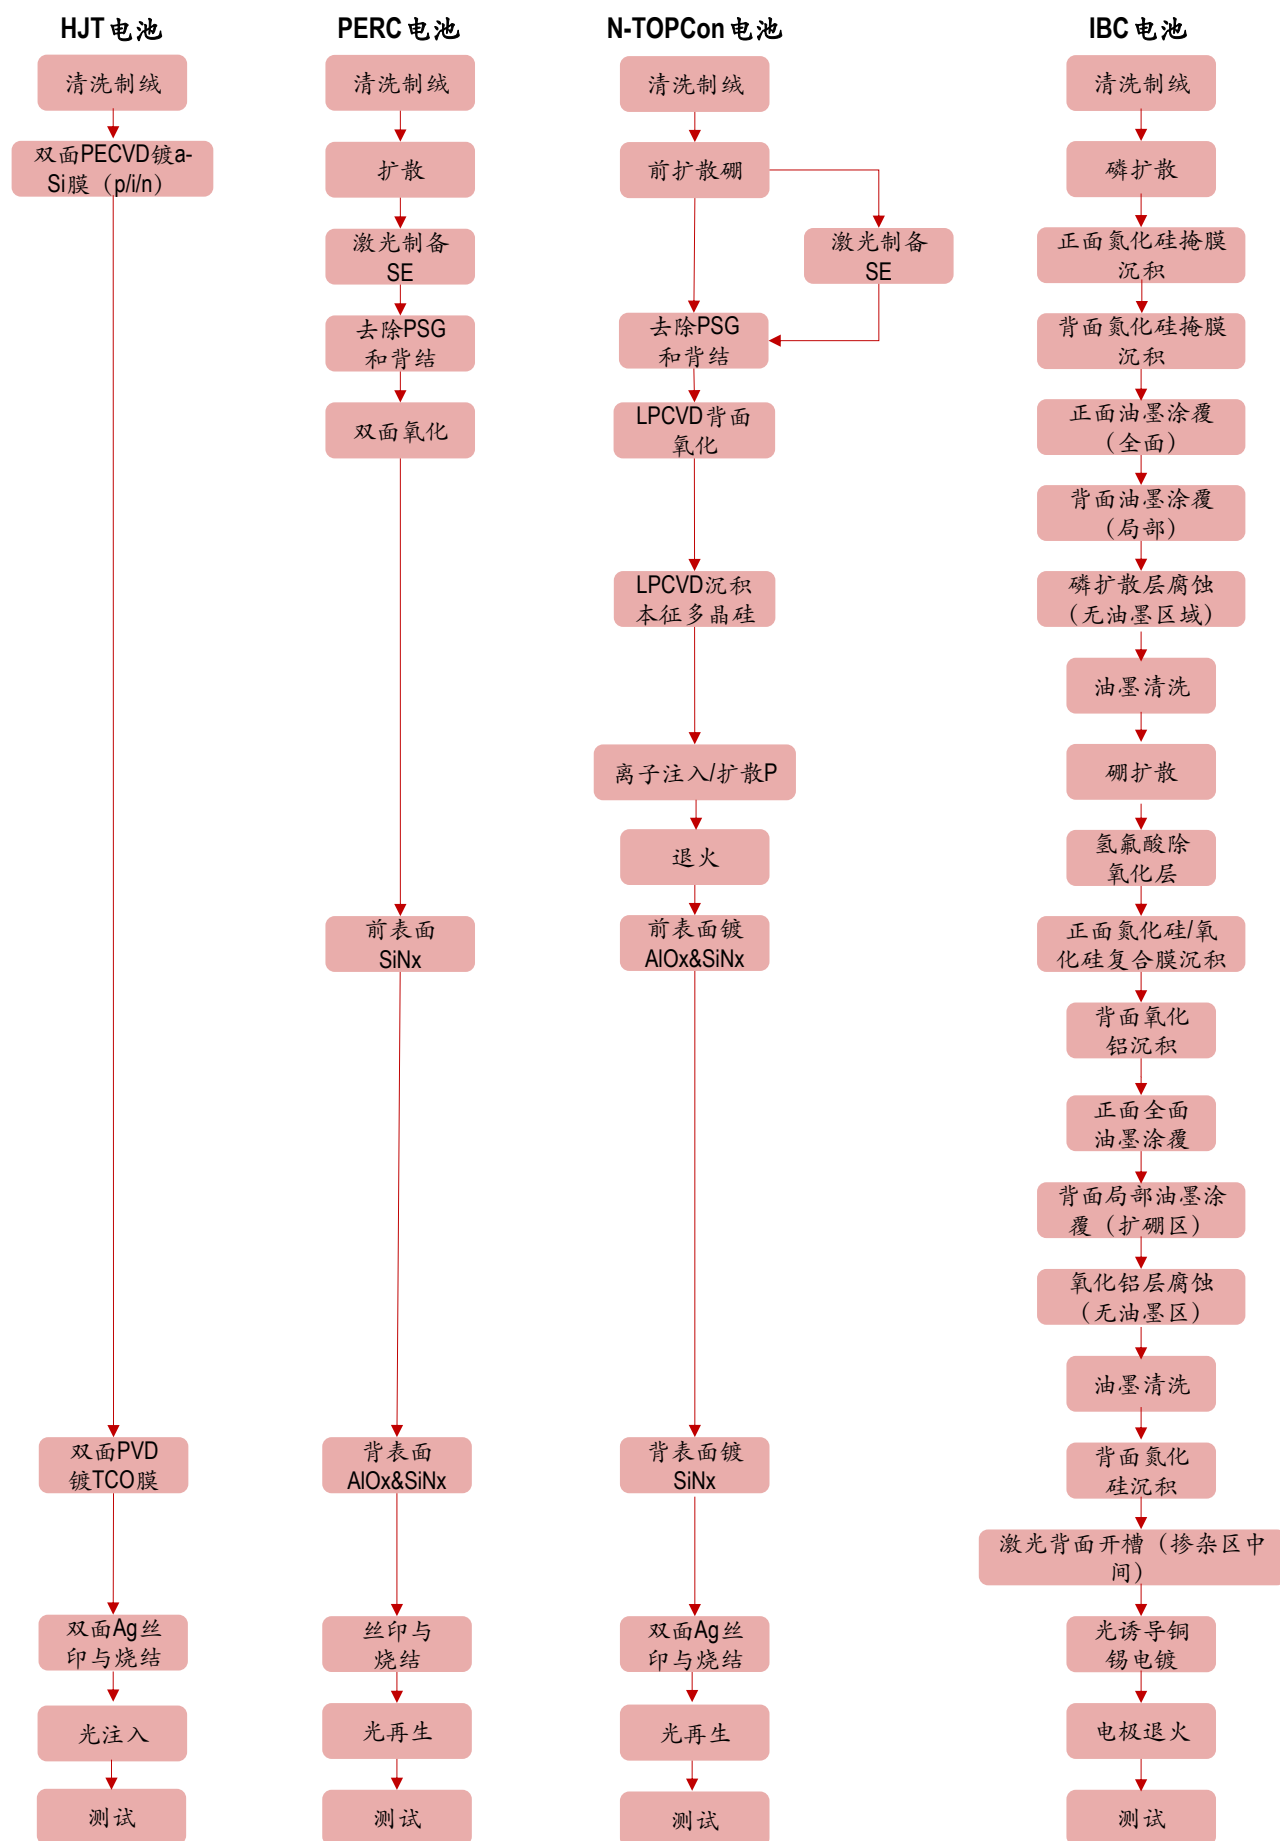 HJT电池
清洗制绒
双面PECVD镀a-
Si膜（p/i/n）
双面PVD
镀TCO膜
双面Ag丝
印与烧结
光注入
测试
PERC电池
清洗制绒
扩散
激光制备
SE
去除PSG
和背结
双面氧化
前表面
SiNx
背表面
AlOx&SiNx
丝印与
烧结
光再生
测试
N-TOPCon电池
清洗制绒
前扩散硼
激光制备
SE
去除PSG
和背结
LPCVD背面
氧化
LPCVD沉积
本征多晶硅
离子注入/扩散P
退火
前表面镀
AlOx&SiNx
背表面镀
SiNx
双面Ag丝
印与烧结
光再生
测试
IBC电池
清洗制绒
磷扩散
正面氮化硅掩膜
沉积
背面氮化硅掩膜
沉积
正面油墨涂覆
（全面）
背面油墨涂覆
（局部）
磷扩散层腐蚀
（无油墨区域）
油墨清洗
硼扩散
氢氟酸除
氧化层
正面氮化硅/氧
化硅复合膜沉积
背面氧化
铝沉积
正面全面
油墨涂覆
背面局部油墨涂
覆（扩硼区）
氧化铝层腐蚀
（无油墨区）
油墨清洗
背面氮化
硅沉积
激光背面开槽（掺杂区中
间）
光诱导铜
锡电镀
电极退火
测试